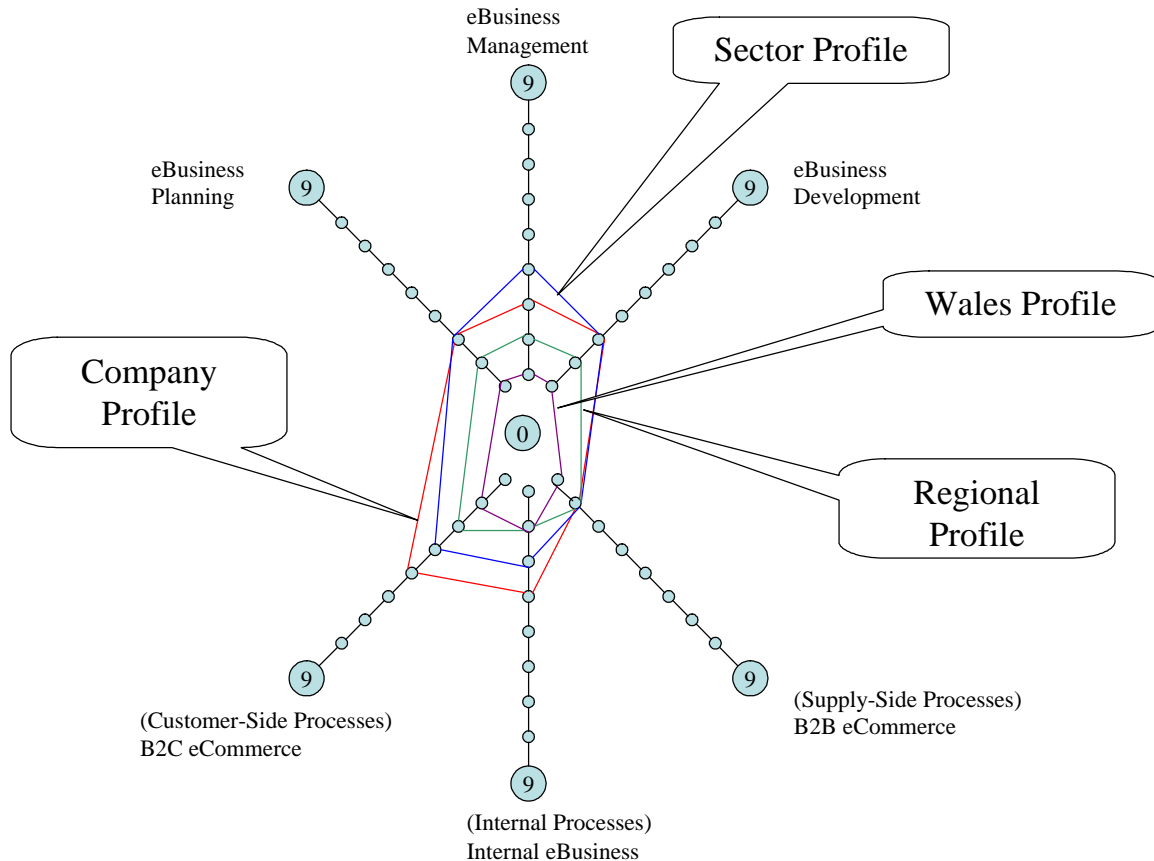 eBusiness
Management
Sector Profile
9
eBusiness
Planning
9
9
eBusiness
Development
Wales Profile
Company
Profile
0
Regional
Profile
9
(Customer-Side Processes)
B2C eCommerce
9
(Supply-Side Processes)
B2B eCommerce
9
(Internal Processes)
Internal eBusiness